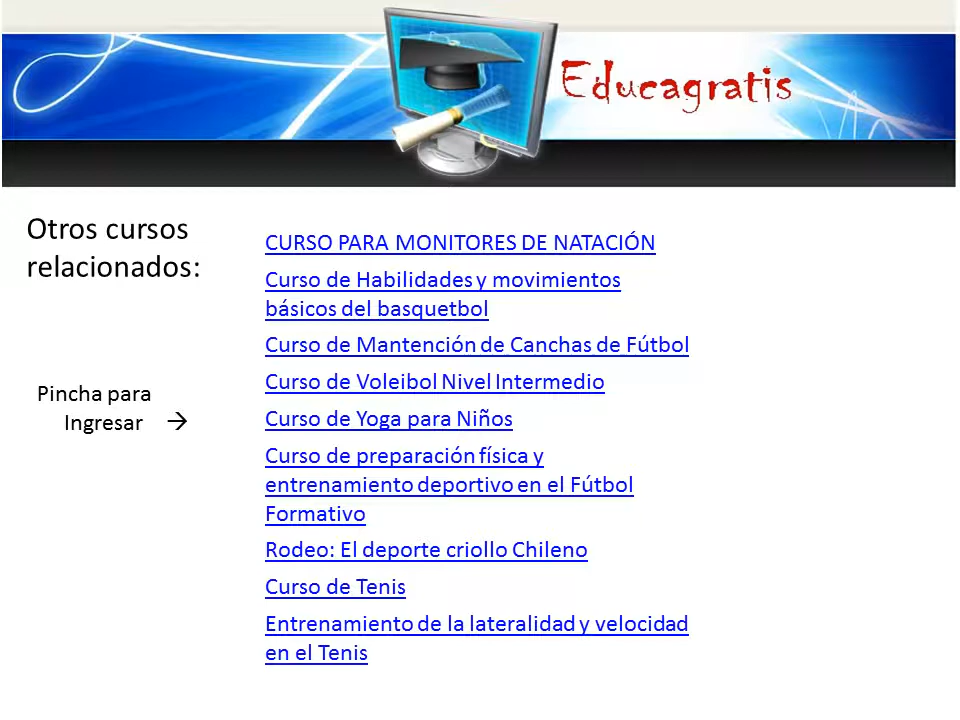 Educagratis
Otros cursos
relacionados:
Pincha para
Ingresar →
CURSO PARA MONITORES DE NATACIÓN
Curso de Habilidades y movimientos
básicos del basquetbol
Curso de Mantención de Canchas de Fútbol
Curso de Voleibol Nivel Intermedio
Curso de Yoga para Niños
Curso de preparación física y
entrenamiento deportivo en el Fútbol
Formativo
Rodeo: El deporte criollo Chileno
Curso de Tenis
Entrenamiento de la lateralidad y velocidad
en el Tenis